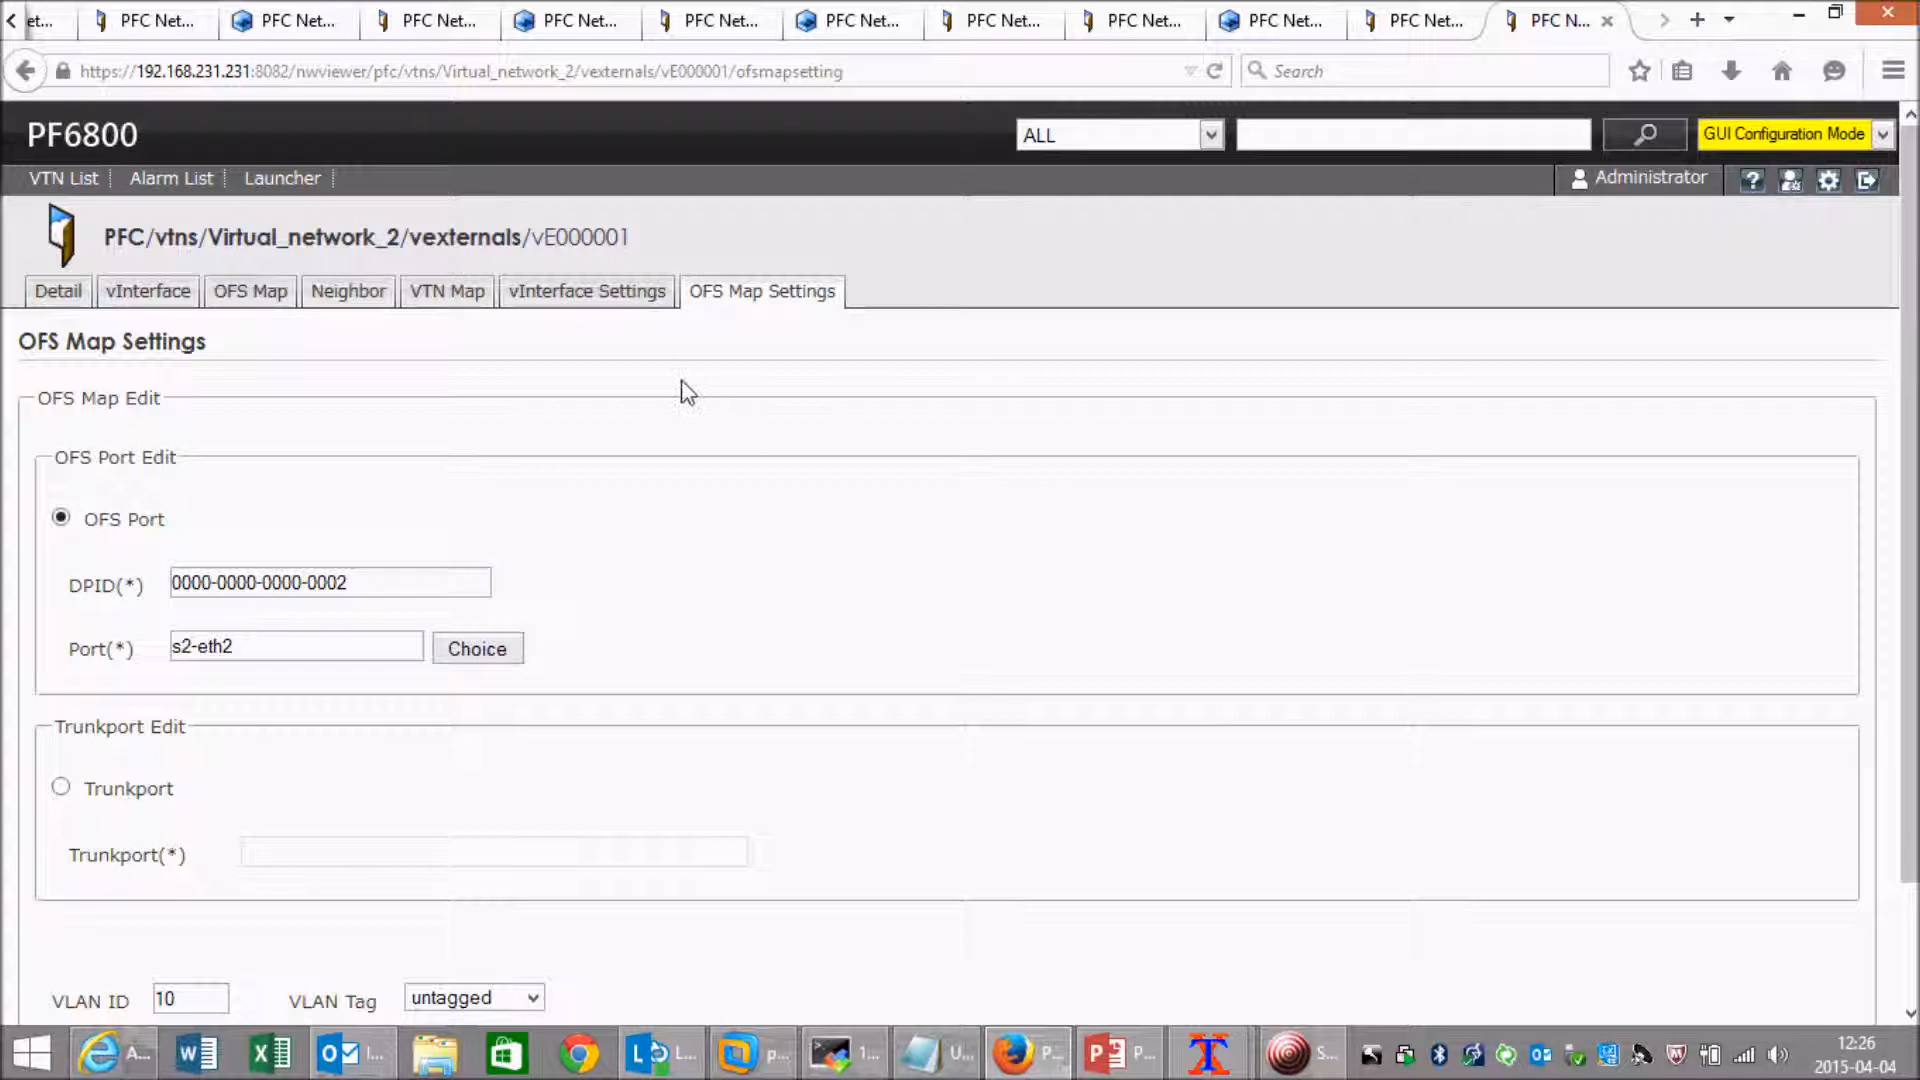 et... PFC Net... PFC Net... PFC Net... PFC Net... PFC Net... PFC Net... PFC Net... PFC Net... PFC Net... PFC Net... PFC N...
https://192.168.231.231:8082/nwviewer/pfc/vtns/Virtual_network_2/vexternals/vE000001/ofsmapsetting Search
PF6800 ALL GUI Configuration Mode
VTN List Alarm List Launcher Administrator
PFC/vtns/Virtual_network_2/vexternals/vE000001
Detail vInterface OFS Map Neighbor VTN Map vInterface Settings OFS Map Settings
OFS Map Settings
OFS Map Edit
OFS Port Edit
OFS Port
DPID(*) 0000-0000-0000-0002
Port(*) s2-eth2 Choice
Trunkport Edit
Trunkport
Trunkport(*)
VLAN ID 10 VLAN Tag untagged
A... I... L... p... 1... U... P... P... S... 12:26
2015-04-04